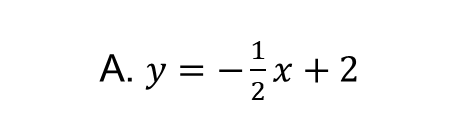 A. y = −½x + 2